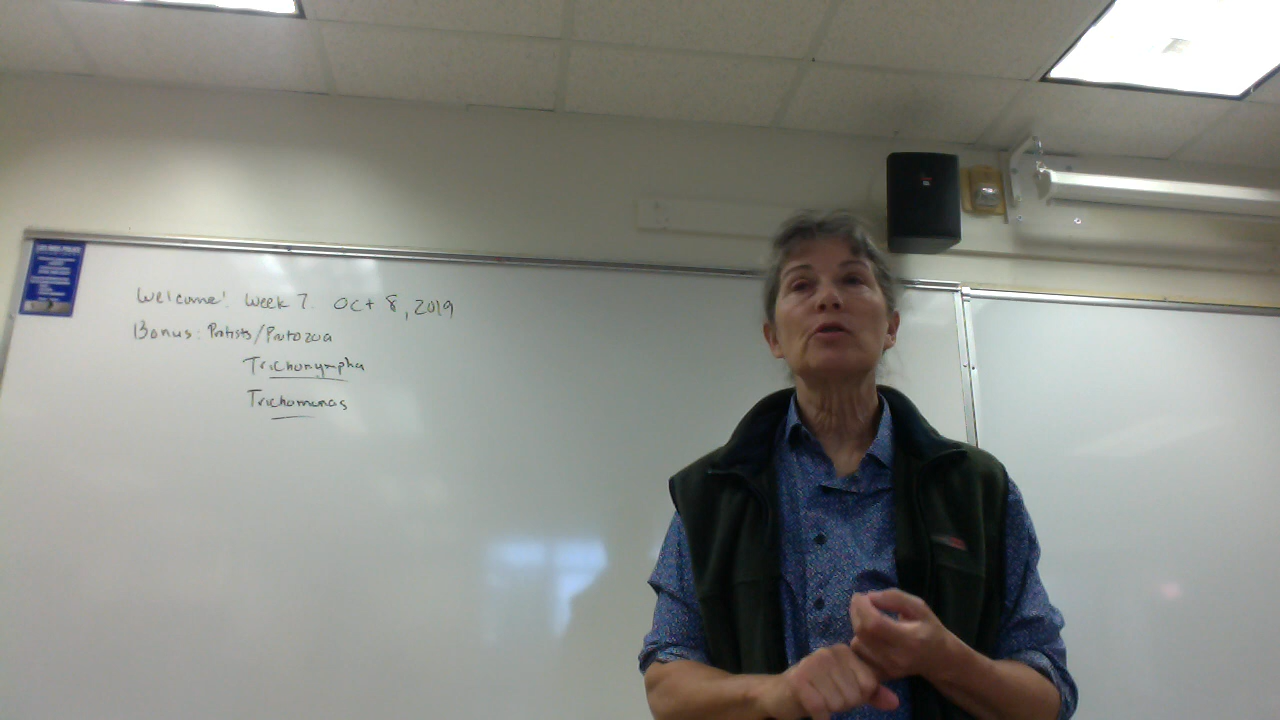 Welcome! Week 7. Oct 8, 2019
Bonus: Protists/Protozoa
Trichonympha
Trichomonas